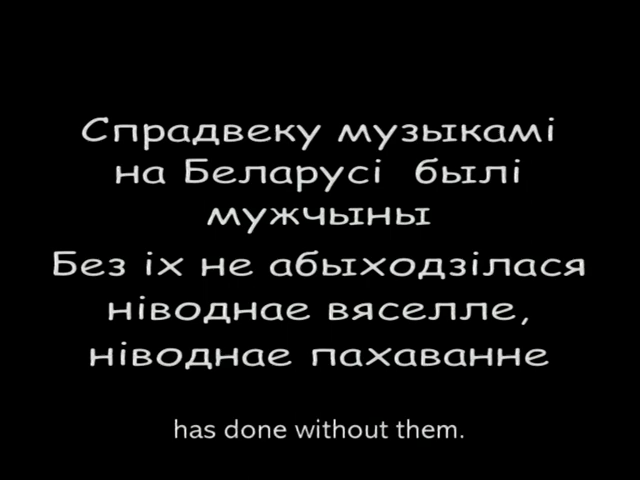 Спрадвеку музыкамі
на Беларусі былі
мужчыны
Без іх не абыходзілася
ніводнае вяселле,
ніводнае пахаванне
has done without them.